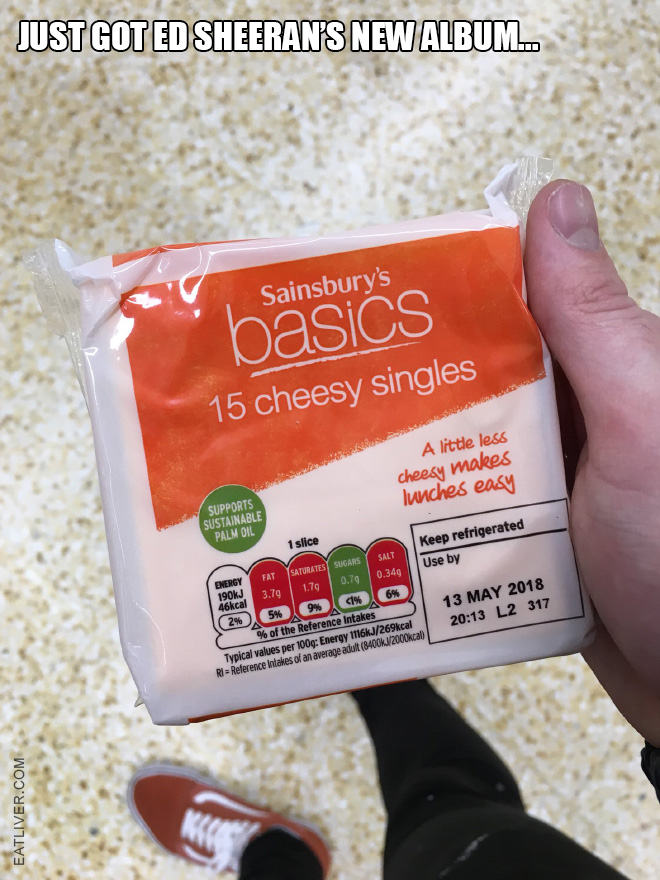 JUST GOT ED SHEERAN'S NEW ALBUM...
Sainsbury's
basics
15 cheesy singles
A little less
cheesy makes
lunches easy
SUPPORTS
SUSTAINABLE
PALM OIL
1 slice
ENERGY
190kJ
46kcal
2%
FAT
3.7g
5%
SATURATES
1.7g
9%
SUGARS
0.7g
<1%
SALT
0.34g
6%
% of the Reference Intakes
Typical values per 100g: Energy 1116kJ/269kcal
RI = Reference Intakes of an average adult (8400kJ/2000kcal)
Keep refrigerated
Use by
13 MAY 2018
20:13 L2 317
EATLIVER.COM